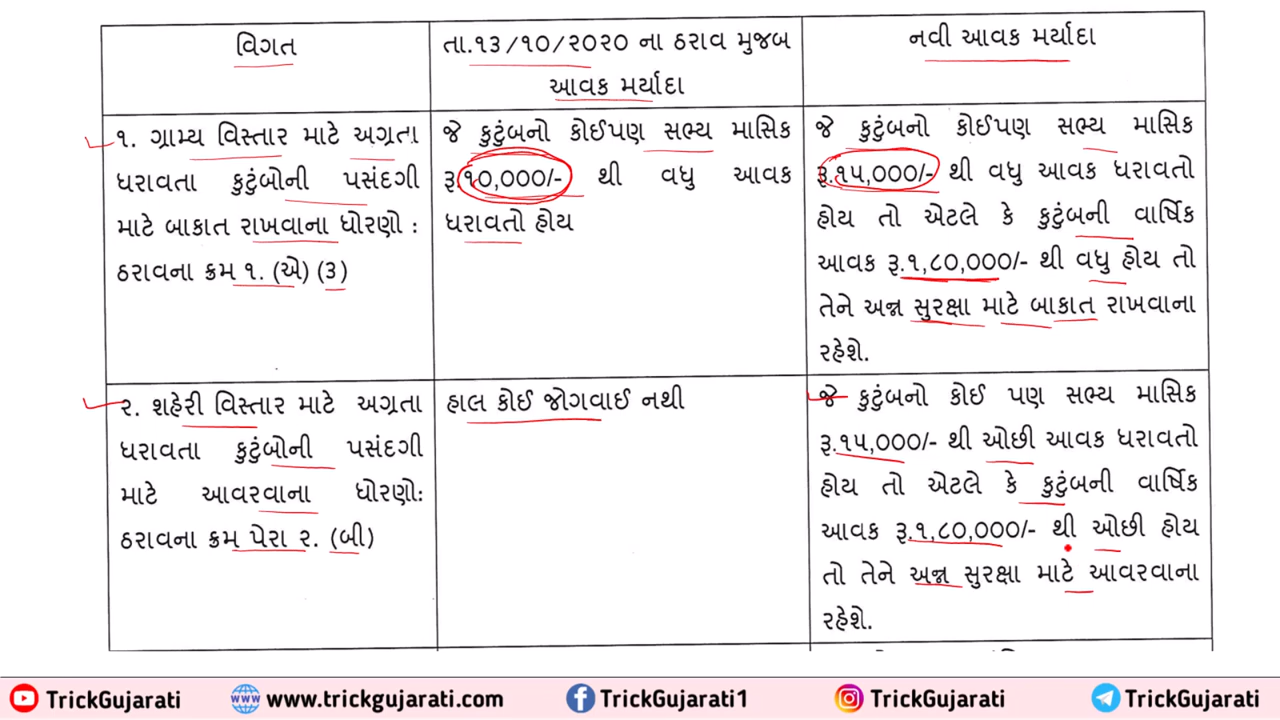 વિગત
તા.૧૩/૧૦/૨૦૨૦ ના ઠરાવ મુજબ
આવક મર્યાદા
નવી આવક મર્યાદા
૧. ગ્રામ્ય વિસ્તાર માટે અગ્રતા
ધરાવતા કુટુંબોની પસંદગી
માટે બાકાત રાખવાના ધોરણો :
ઠરાવના ક્રમ ૧. (એ) (૩)
જે કુટુંબનો કોઈપણ સભ્ય માસિક
રૂ.૧૦,૦૦૦/- થી વધુ આવક
ધરાવતો હોય
જે કુટુંબનો કોઈપણ સભ્ય માસિક
રૂ.૧૫,૦૦૦/- થી વધુ આવક ધરાવતો
હોય તો એટલે કે કુટુંબની વાર્ષિક
આવક રૂ.૧,૮૦,૦૦૦/- થી વધુ હોય તો
તેને અન્ન સુરક્ષા માટે બાકાત રાખવાના
રહેશે.
૨. શહેરી વિસ્તાર માટે અગ્રતા
ધરાવતા કુટુંબોની પસંદગી
માટે આવરવાના ધોરણો:
ઠરાવના ક્રમ પેરા ૨. (બી)
હાલ કોઈ જોગવાઈ નથી
જે કુટુંબનો કોઈ પણ સભ્ય માસિક
રૂ.૧૫,૦૦૦/- થી ઓછી આવક ધરાવતો
હોય તો એટલે કે કુટુંબની વાર્ષિક
આવક રૂ.૧,૮૦,૦૦૦/- થી ઓછી હોય
તો તેને અન્ન સુરક્ષા માટે આવરવાના
રહેશે.
TrickGujarati www.trickgujarati.com TrickGujarati1 TrickGujarati TrickGujarati